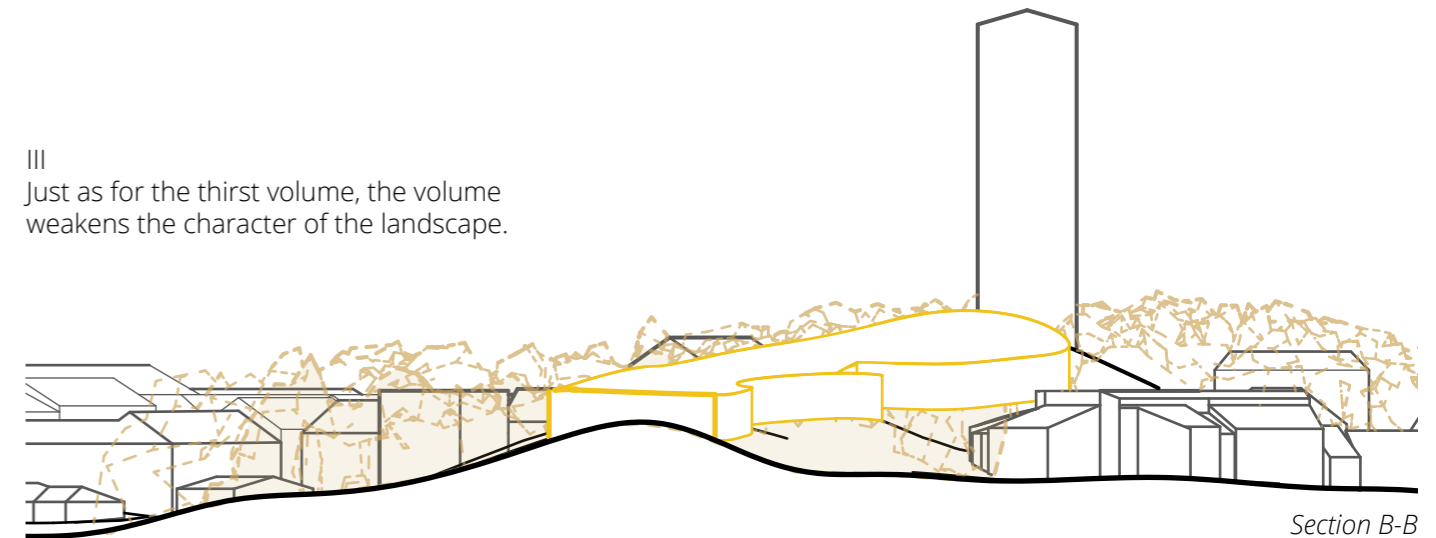 III
Just as for the thirst volume, the volume
weakens the character of the landscape.
Section B-B